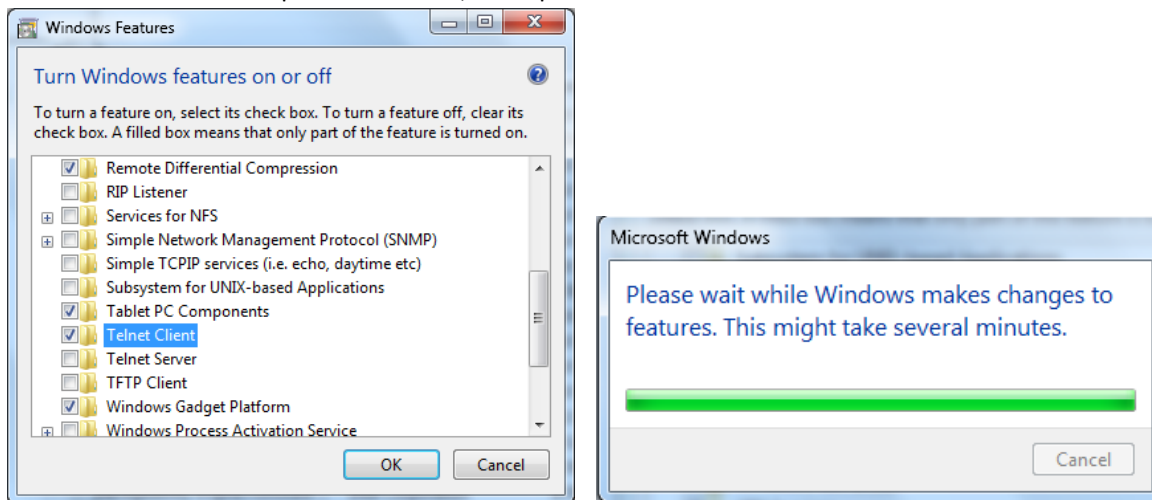 Windows Features
Turn Windows features on or off
To turn a feature on, select its check box. To turn a feature off, clear its
check box. A filled box means that only part of the feature is turned on.
Remote Differential Compression
RIP Listener
Services for NFS
Simple Network Management Protocol (SNMP)
Simple TCPIP services (i.e. echo, daytime etc)
Subsystem for UNIX-based Applications
Tablet PC Components
Telnet Client
Telnet Server
TFTP Client
Windows Gadget Platform
Windows Process Activation Service
OK
Cancel
Microsoft Windows
Please wait while Windows makes changes to
features. This might take several minutes.
Cancel